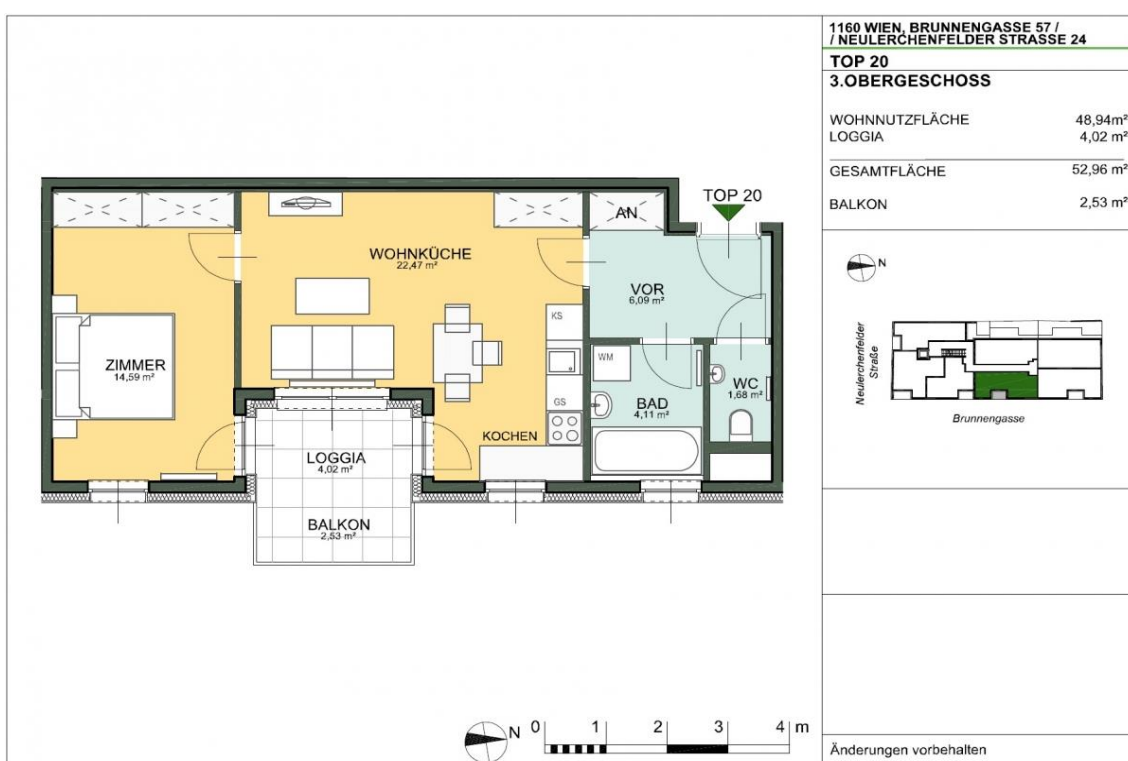 1160 WIEN, BRUNNENGASSE 57 /
/ NEULERCHENFELDER STRASSE 24
TOP 20
3.OBERGESCHOSS
WOHNNUTZFLÄCHE 48,94m²
LOGGIA 4,02 m²
GESAMTFLÄCHE 52,96 m²
BALKON 2,53 m²
N
Neulerchenfelder
Straße
Brunnengasse
TOP 20
AN
WOHNKÜCHE
22,47 m²
VOR
6,09 m²
KS
ZIMMER
14,59 m²
WM
BAD
4,11 m²
WC
1,68 m²
GS
KOCHEN
LOGGIA
4,02 m²
BALKON
2,53 m²
N 0 1 2 3 4 m
Änderungen vorbehalten